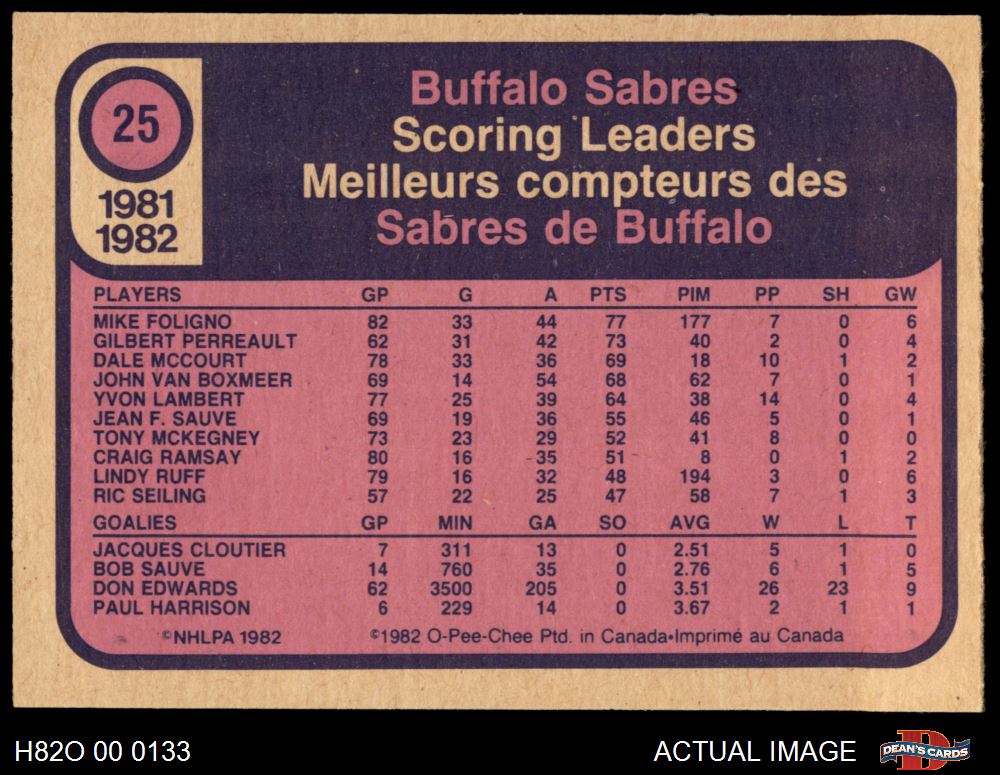 25
1981
1982
Buffalo Sabres
Scoring Leaders
Meilleurs compteurs des
Sabres de Buffalo
PLAYERS GP G A PTS PIM PP SH GW
MIKE FOLIGNO 82 33 44 77 177 7 0 6
GILBERT PERREAULT 62 31 42 73 40 2 0 4
DALE MCCOURT 78 33 36 69 18 10 1 2
JOHN VAN BOXMEER 69 14 54 68 62 7 0 1
YVON LAMBERT 77 25 39 64 38 14 0 4
JEAN F. SAUVE 69 19 36 55 46 5 0 1
TONY MCKEGNEY 73 23 29 52 41 8 0 0
CRAIG RAMSAY 80 16 35 51 8 0 1 2
LINDY RUFF 79 16 32 48 194 3 0 6
RIC SEILING 57 22 25 47 58 7 1 3
GOALIES GP MIN GA SO AVG W L T
JACQUES CLOUTIER 7 311 13 0 2.51 5 1 0
BOB SAUVE 14 760 35 0 2.76 6 1 5
DON EDWARDS 62 3500 205 0 3.51 26 23 9
PAUL HARRISON 6 229 14 0 3.67 2 1 1
©NHLPA 1982 ©1982 O-Pee-Chee Ptd. in Canada•Imprimé au Canada
H82O 00 0133 ACTUAL IMAGE DEAN'S CARDS